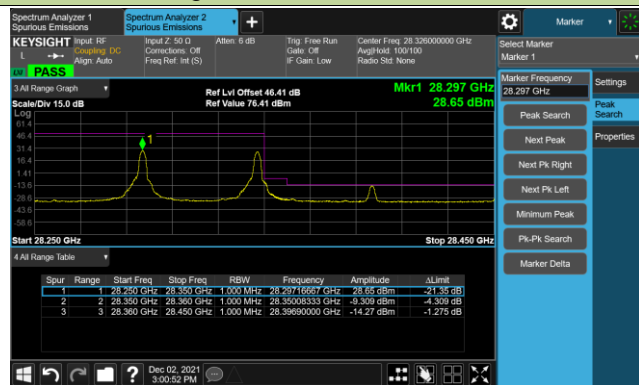 Spectrum Analyzer 1
Spurious Emissions
Spectrum Analyzer 2
Spurious Emissions
Marker
KEYSIGHT
L
Input: RF
Coupling: DC
Align: Auto
Input Z: 50 Ω
Corrections: Off
Freq Ref: Int (S)
Atten: 6 dB
Trig: Free Run
Gate: Off
IF Gain: Low
Center Freq: 28.326000000 GHz
Avg|Hold: 100/100
Radio Std: None
PASS
Select Marker
Marker 1
3 All Range Graph
Scale/Div 15.0 dB
Ref Lvl Offset 46.41 dB
Ref Value 76.41 dBm
Mkr1 28.297 GHz
28.65 dBm
Log
61.4
46.4
31.4
16.4
1.41
-13.6
-28.6
-43.6
-58.6
1
Start 28.250 GHz
Stop 28.450 GHz
4 All Range Table
Spur Range Start Freq Stop Freq RBW Frequency Amplitude ΔLimit
1 1 28.250 GHz 28.350 GHz 1.000 MHz 28.29716667 GHz 28.65 dBm -21.35 dB
2 2 28.350 GHz 28.360 GHz 1.000 MHz 28.35008333 GHz -9.309 dBm -4.309 dB
3 3 28.360 GHz 28.450 GHz 1.000 MHz 28.39690000 GHz -14.27 dBm -1.275 dB
Marker Frequency
28.297 GHz
Peak Search
Next Peak
Next Pk Right
Next Pk Left
Minimum Peak
Pk-Pk Search
Marker Delta
Settings
Peak
Search
Properties
?
Dec 02, 2021
3:00:52 PM